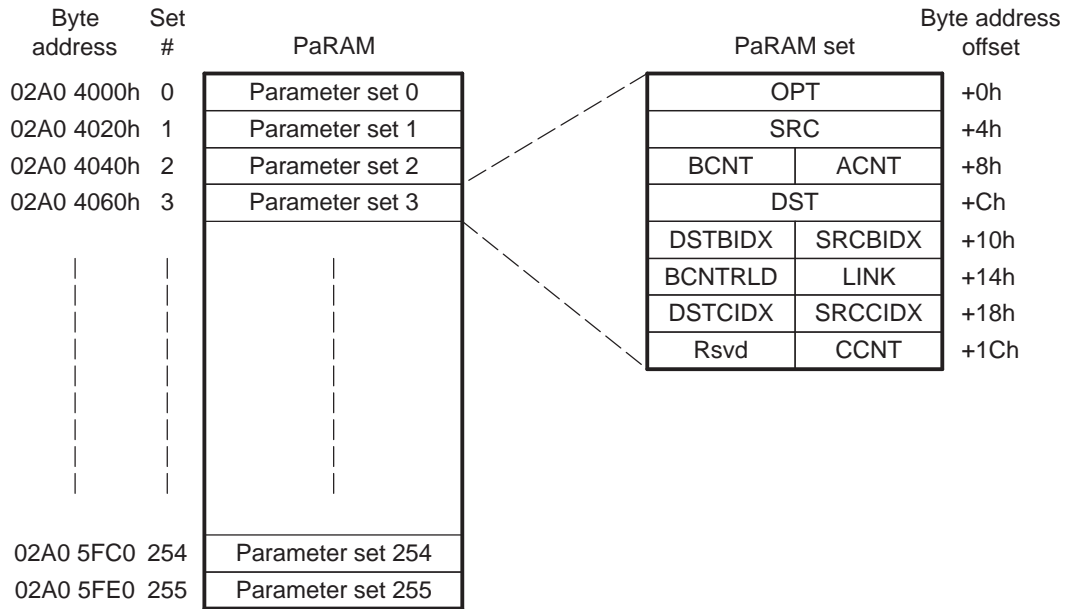 Byte address Set # PaRAM PaRAM set Byte address offset
02A0 4000h 0 Parameter set 0 OPT +0h
02A0 4020h 1 Parameter set 1 SRC +4h
02A0 4040h 2 Parameter set 2 BCNT ACNT +8h
02A0 4060h 3 Parameter set 3 DST +Ch
DSTBIDX SRCBIDX +10h
BCNTRLD LINK +14h
DSTCIDX SRCCIDX +18h
Rsvd CCNT +1Ch
02A0 5FC0 254 Parameter set 254
02A0 5FE0 255 Parameter set 255